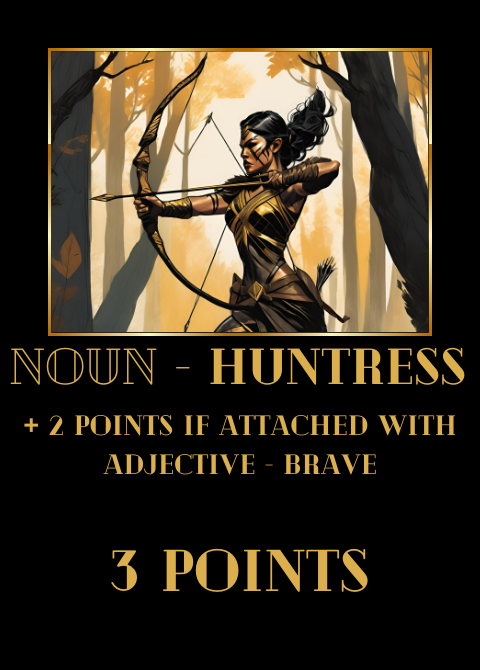 NOUN - HUNTRESS
+ 2 POINTS IF ATTACHED WITH
ADJECTIVE - BRAVE
3 POINTS